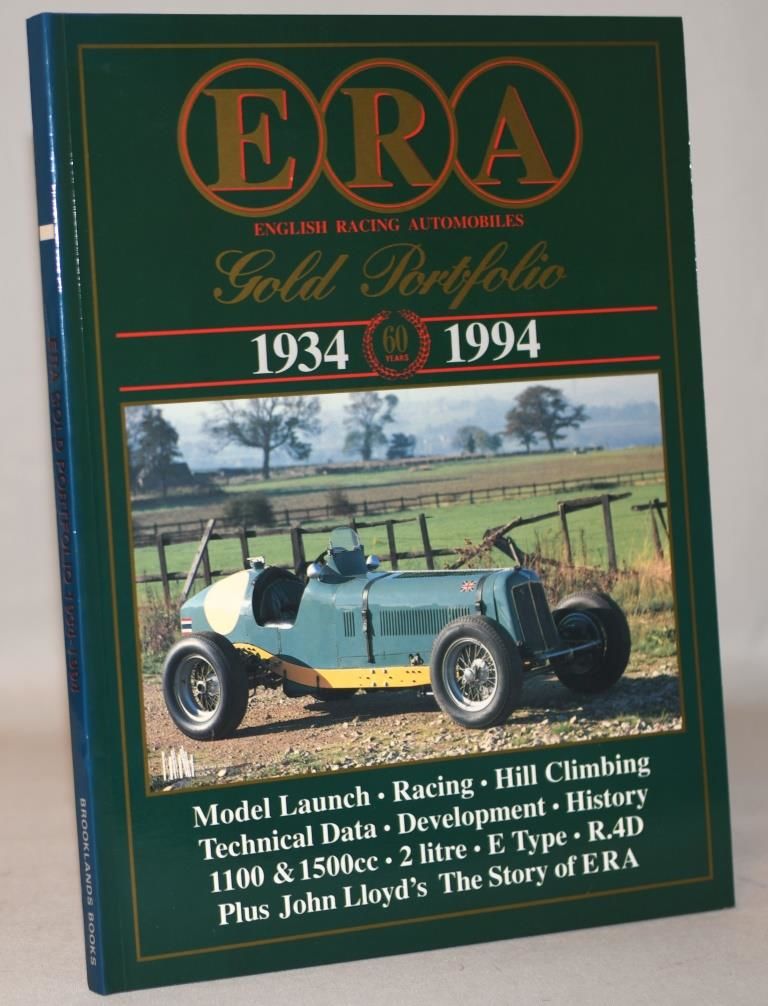 ERA
ENGLISH RACING AUTOMOBILES
Gold Portfolio
1934 60 YEARS 1994
Model Launch • Racing • Hill Climbing
Technical Data • Development • History
1100 & 1500cc • 2 litre • E Type • R.4D
Plus John Lloyd's The Story of ERA
ERA GOLD PORTFOLIO 1934-1994
BROOKLANDS BOOKS